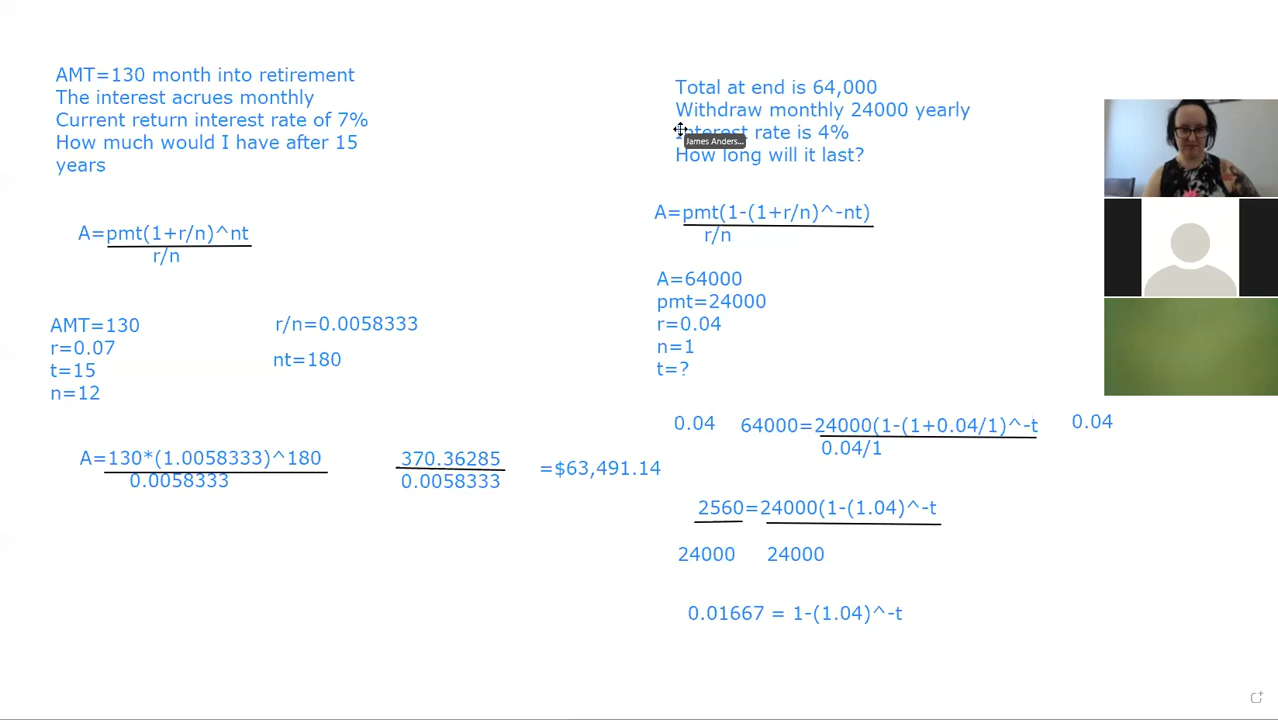 AMT=130 month into retirement
The interest acrues monthly
Current return interest rate of 7%
How much would I have after 15
years
A=pmt(1+r/n)^nt
r/n
AMT=130
r=0.07
t=15
n=12
r/n=0.0058333
nt=180
A=130*(1.0058333)^180
0.0058333
370.36285
0.0058333
=$63,491.14
Total at end is 64,000
Withdraw monthly 24000 yearly
Interest rate is 4%
James Anders...
How long will it last?
A=pmt(1-(1+r/n)^-nt)
r/n
A=64000
pmt=24000
r=0.04
n=1
t=?
0.04 64000=24000(1-(1+0.04/1)^-t 0.04
0.04/1
2560=24000(1-(1.04)^-t
24000 24000
0.01667 = 1-(1.04)^-t